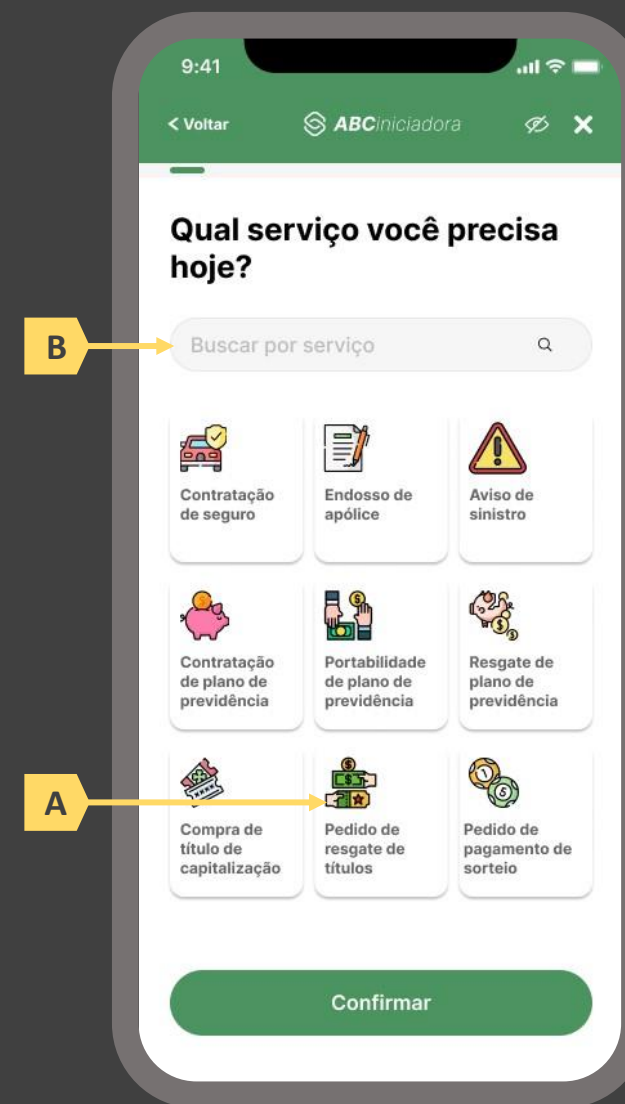 9:41
< Voltar
ABCiniciadora
Qual serviço você precisa
hoje?
B
Buscar por serviço
Contratação
de seguro
Endosso de
apólice
Aviso de
sinistro
Contratação
de plano de
previdência
Portabilidade
de plano de
previdência
Resgate de
plano de
previdência
A
Compra de
título de
capitalização
Pedido de
resgate de
títulos
1
5
Pedido de
pagamento de
sorteio
Confirmar